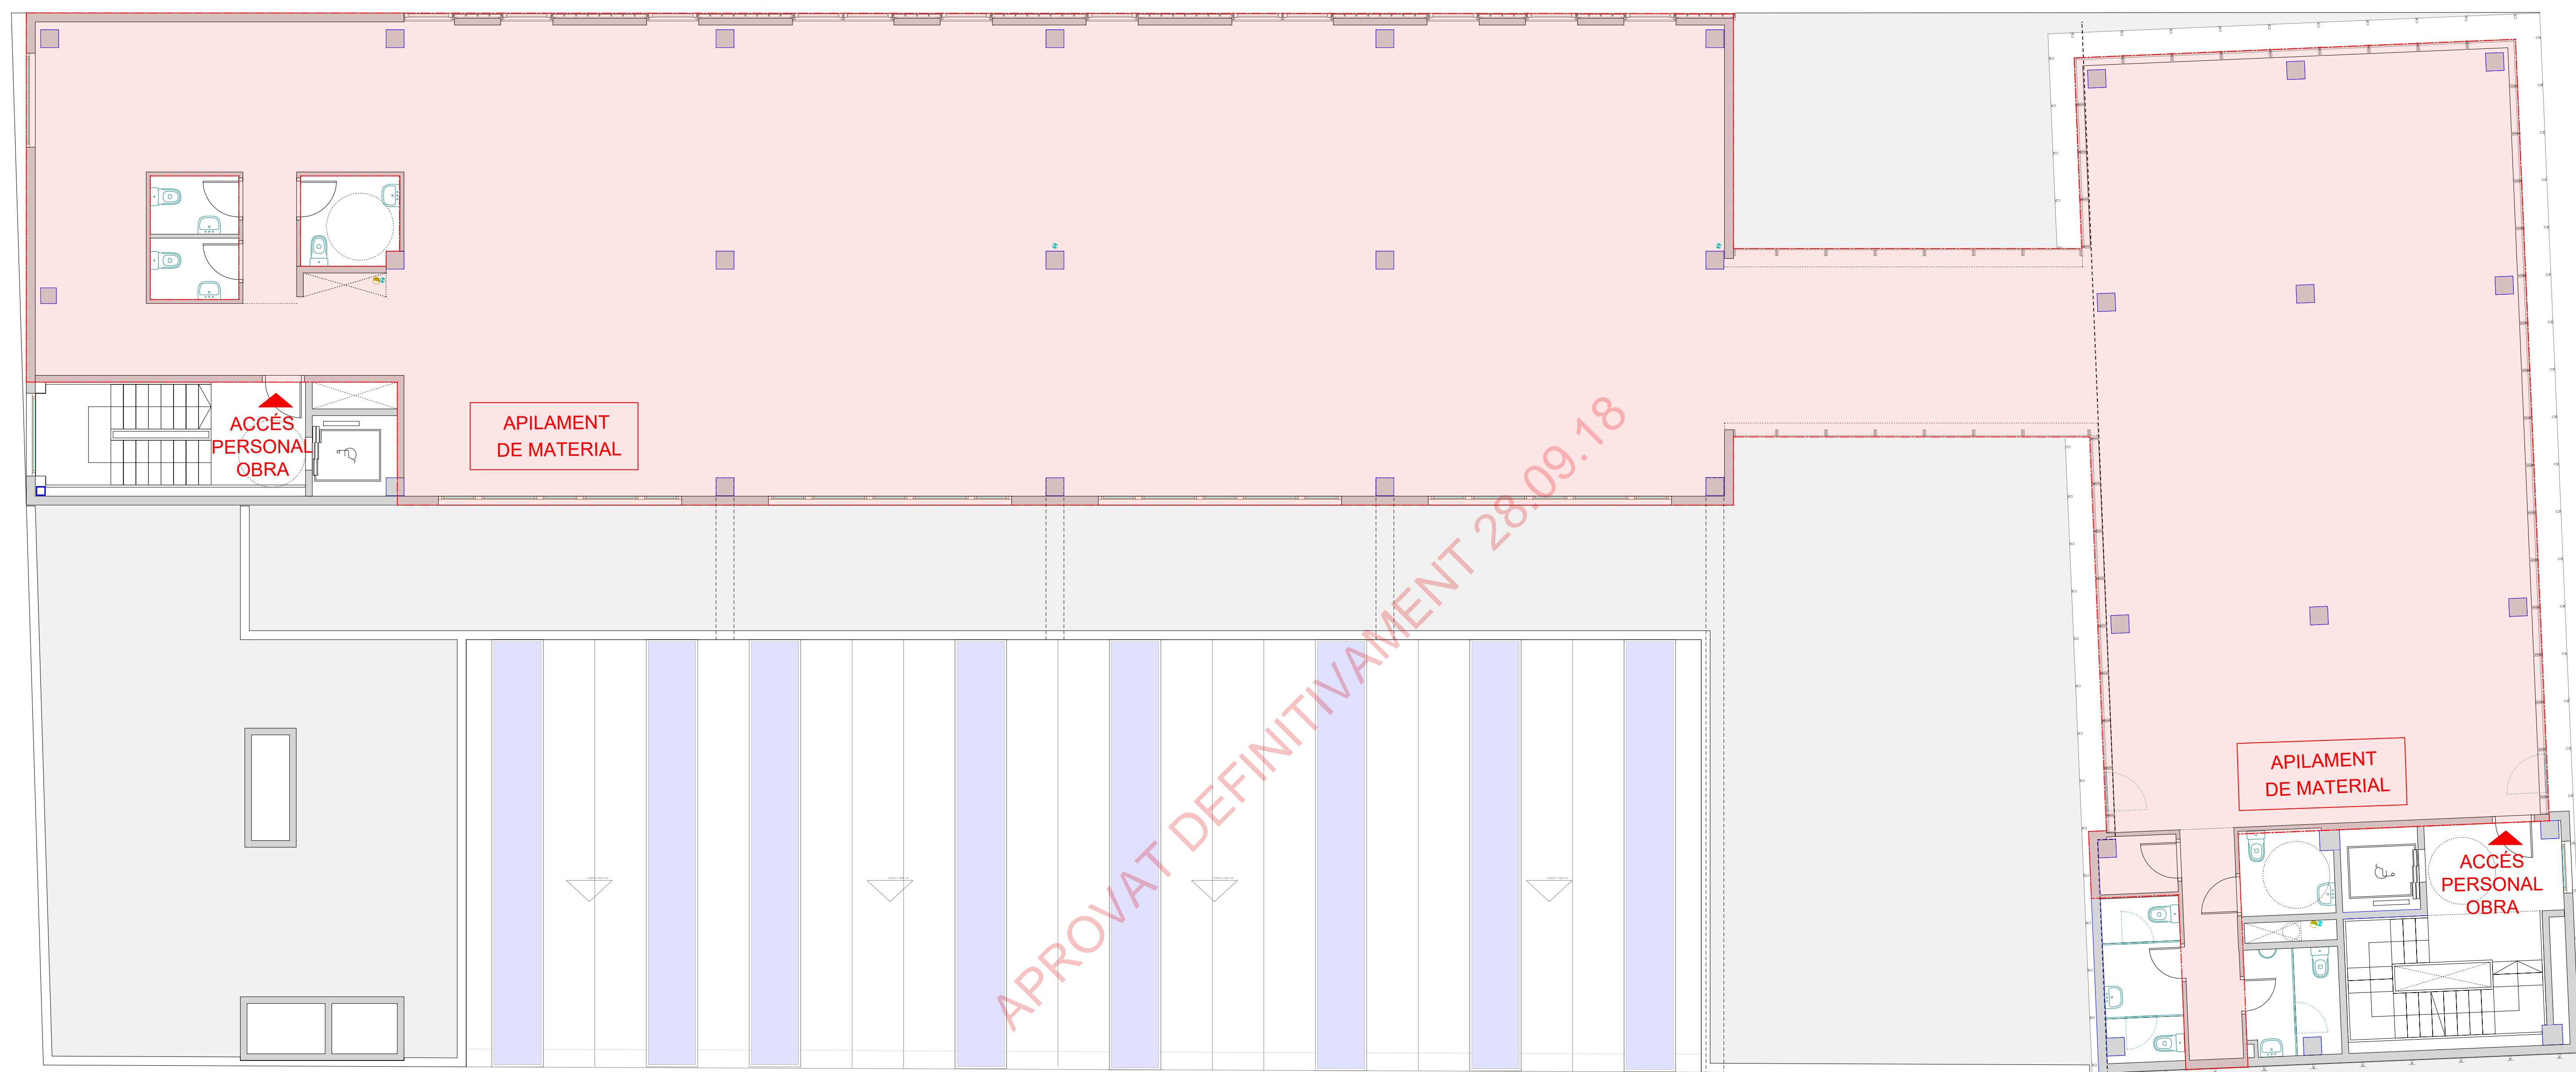 ACCÉS
PERSONAL
OBRA
APILAMENT
DE MATERIAL
APROVAT DEFINITIVAMENT 28.09.18
APILAMENT
DE MATERIAL
ACCÉS
PERSONAL
OBRA